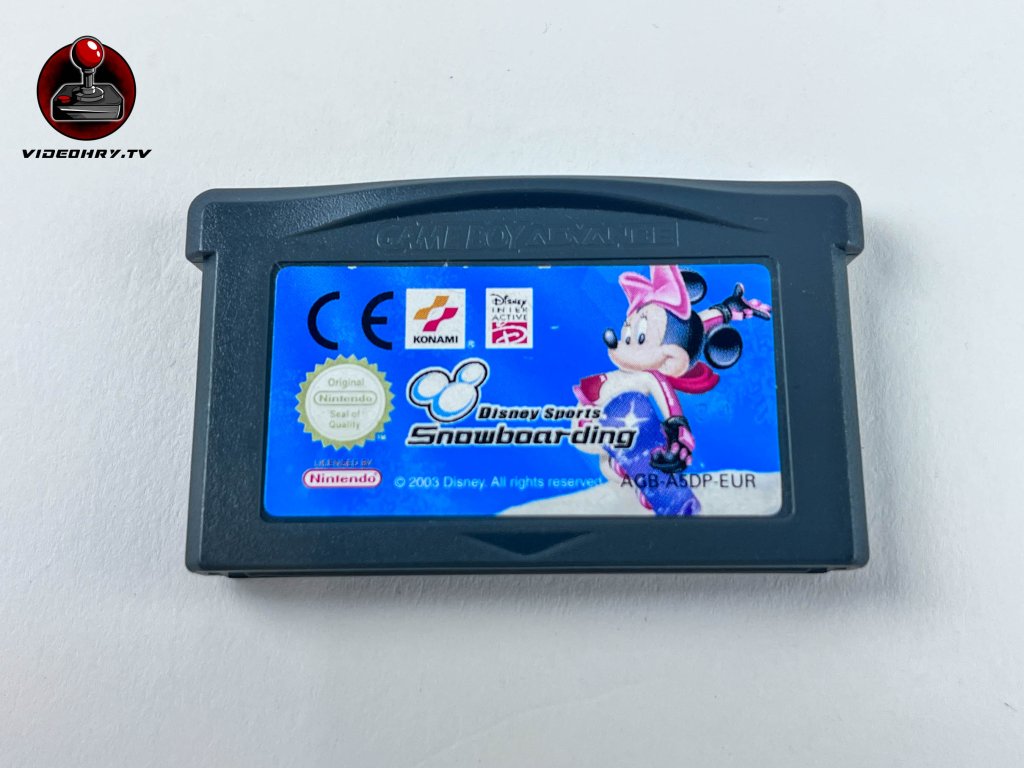 VIDEOHRY.TV
GAME BOY ADVANCE
CE
KONAMI ®
Disney
INTER
ACTIVE
Original
Nintendo
Seal of
Quality
™
Disney Sports
Snowboarding
LICENSED BY
Nintendo
© 2003 Disney. All rights reserved.
AGB-A5DP-EUR